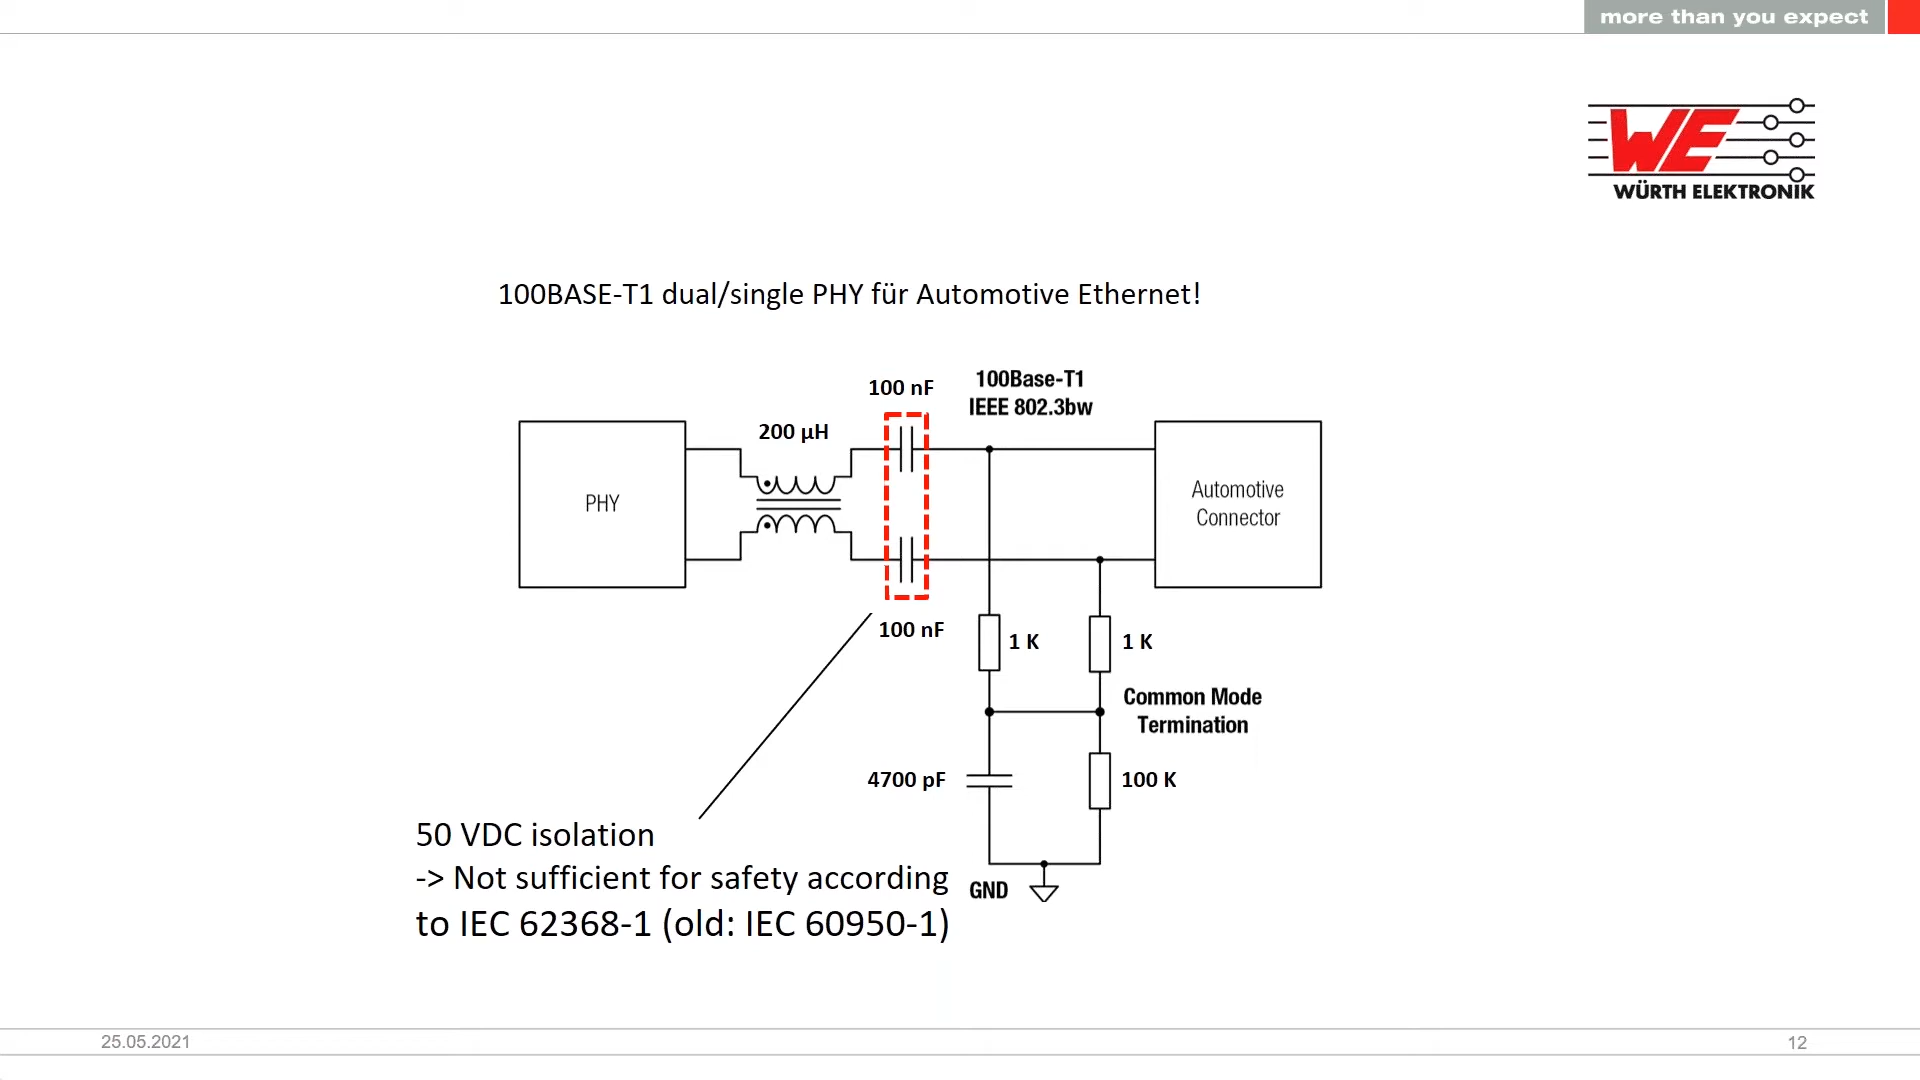 more than you expect
WE
WÜRTH ELEKTRONIK
100BASE-T1 dual/single PHY für Automotive Ethernet!
100 nF
100Base-T1
IEEE 802.3bw
200 µH
PHY
Automotive
Connector
100 nF
1 K
1 K
Common Mode
Termination
4700 pF
100 K
50 VDC isolation
-> Not sufficient for safety according
to IEC 62368-1 (old: IEC 60950-1)
GND
25.05.2021
12